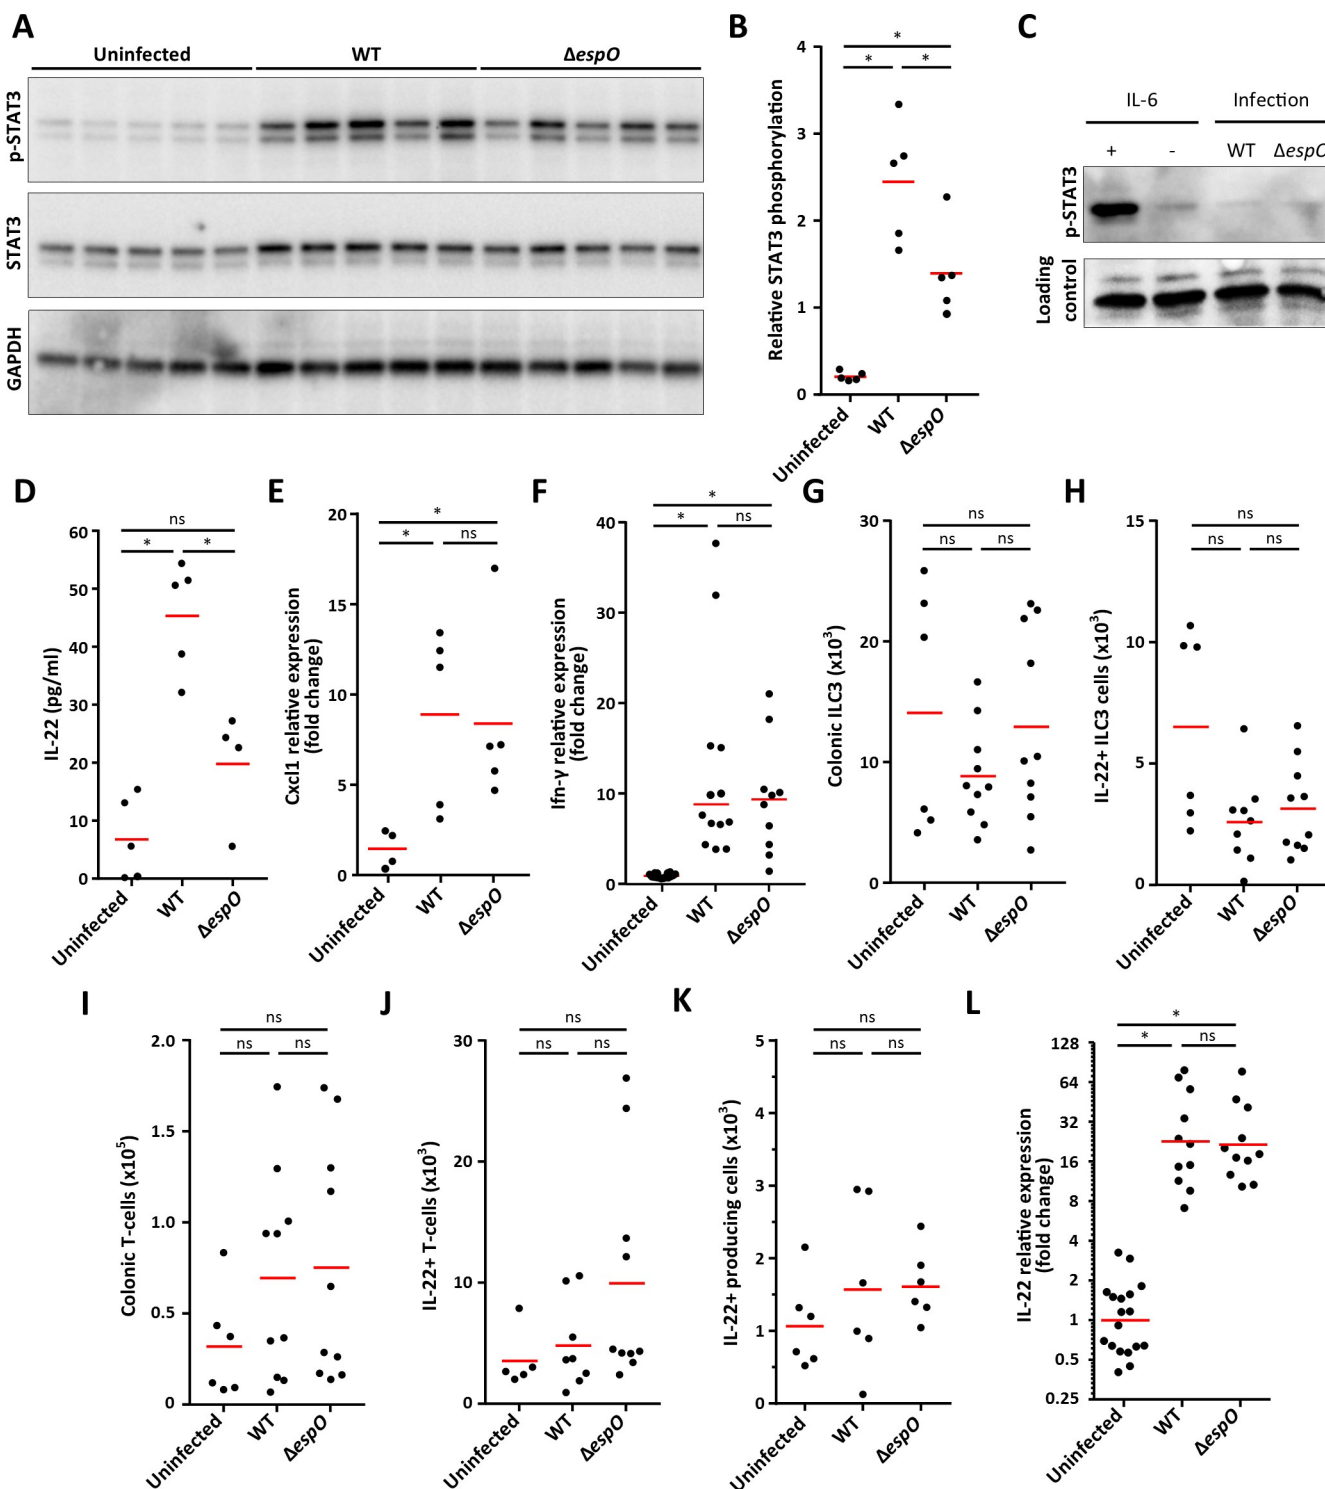 A
Uninfected WT ΔespO
p-STAT3
STAT3
GAPDH
B
Relative STAT3 phosphorylation
4
3
2
1
0
* * *
Uninfected WT ΔespO
C
IL-6 Infection
+ - WT ΔespO
p-STAT3
Loading
control
D
IL-22 (pg/ml)
60
50
40
30
20
10
0
ns
* *
Uninfected WT ΔespO
E
Cxcl1 relative expression
(fold change)
20
15
10
5
0
*
* ns
Uninfected WT ΔespO
F
Ifn-γ relative expression
(fold change)
40
30
20
10
0
*
* ns
Uninfected WT ΔespO
G
Colonic ILC3 (x10³)
30
20
10
0
ns
ns ns
Uninfected WT ΔespO
H
IL-22+ ILC3 cells (x10³)
15
10
5
0
ns
ns ns
Uninfected WT ΔespO
I
Colonic T-cells (x10⁵)
2.0
1.5
1.0
0.5
0
ns
ns ns
Uninfected WT ΔespO
J
IL-22+ T-cells (x10³)
30
20
10
0
ns
ns ns
Uninfected WT ΔespO
K
IL-22+ producing cells (x10³)
5
4
3
2
1
0
ns
ns ns
Uninfected WT ΔespO
L
IL-22 relative expression
(fold change)
128
64
32
16
8
4
2
1
0.5
0.25
*
* ns
Uninfected WT ΔespO